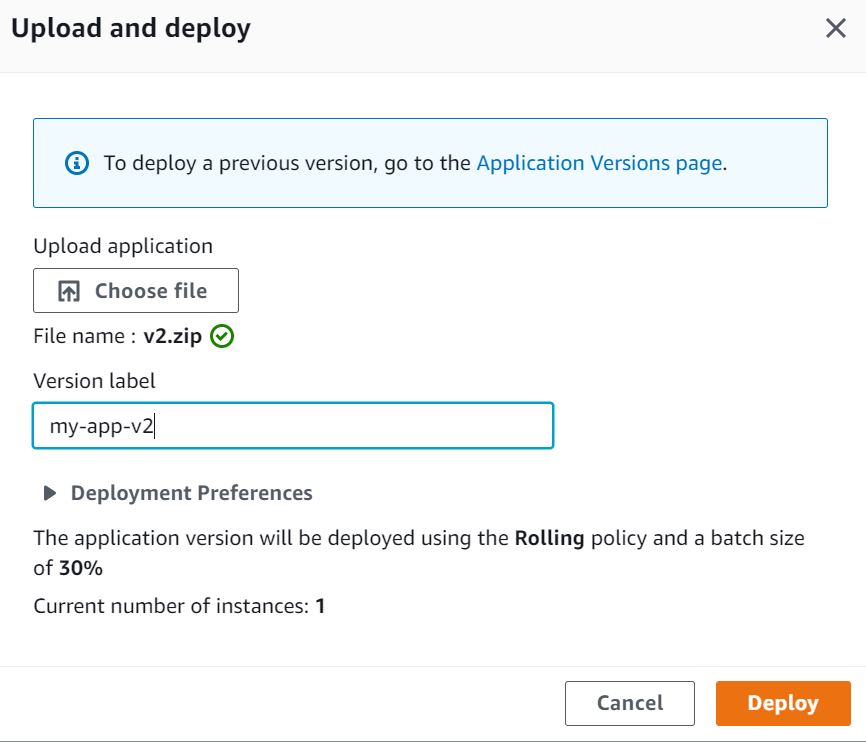 Upload and deploy
To deploy a previous version, go to the Application Versions page.
Upload application
Choose file
File name : v2.zip
Version label
my-app-v2
Deployment Preferences
The application version will be deployed using the Rolling policy and a batch size
of 30%
Current number of instances: 1
Cancel Deploy